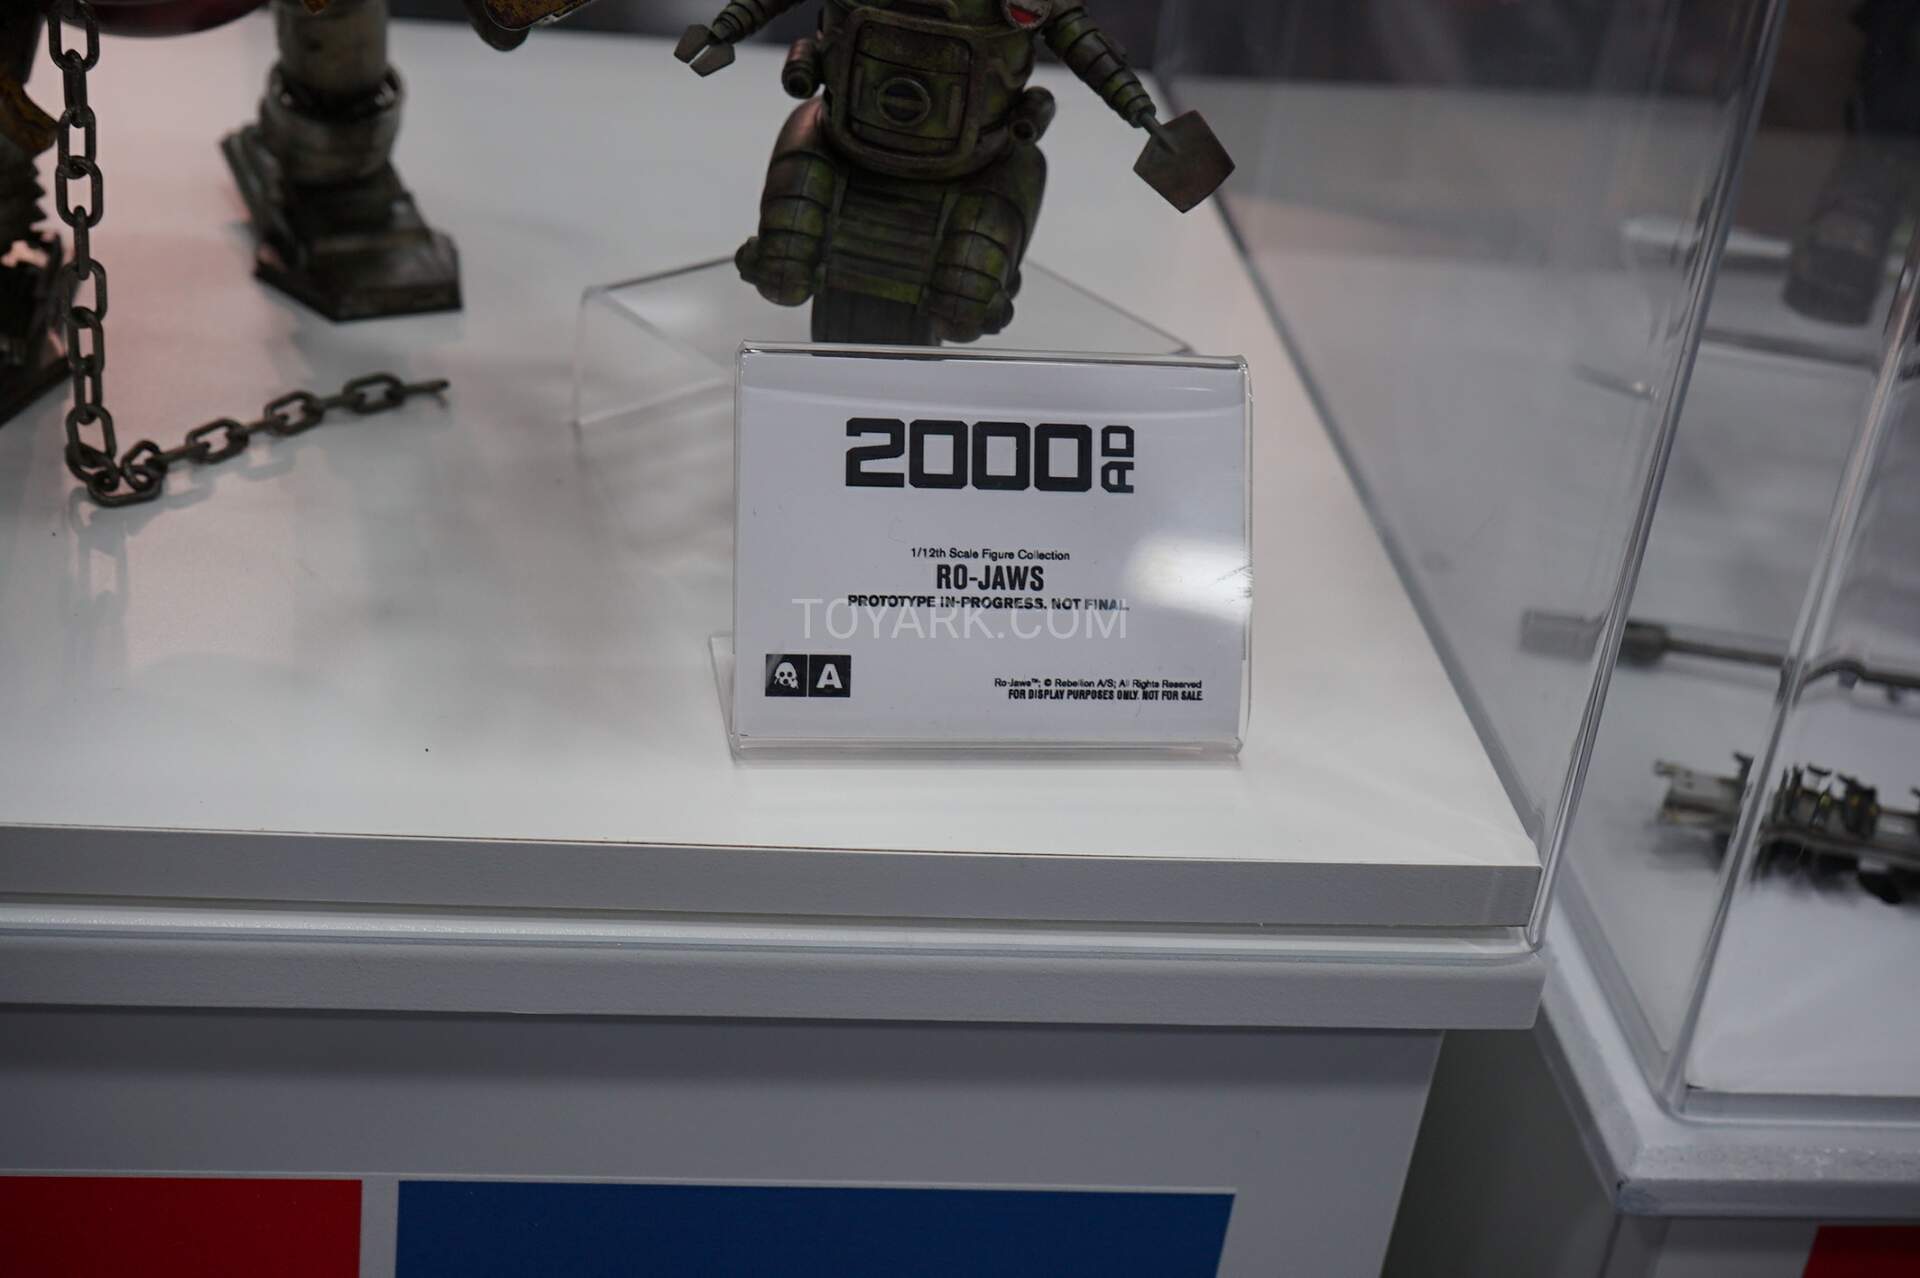 2000 AD
1/12th Scale Figure Collection
RO-JAWS
PROTOTYPE IN-PROGRESS. NOT FINAL.
TOYARK.COM
A
Ro-Jaws™; © Rebellion A/S; All Rights Reserved
FOR DISPLAY PURPOSES ONLY. NOT FOR SALE